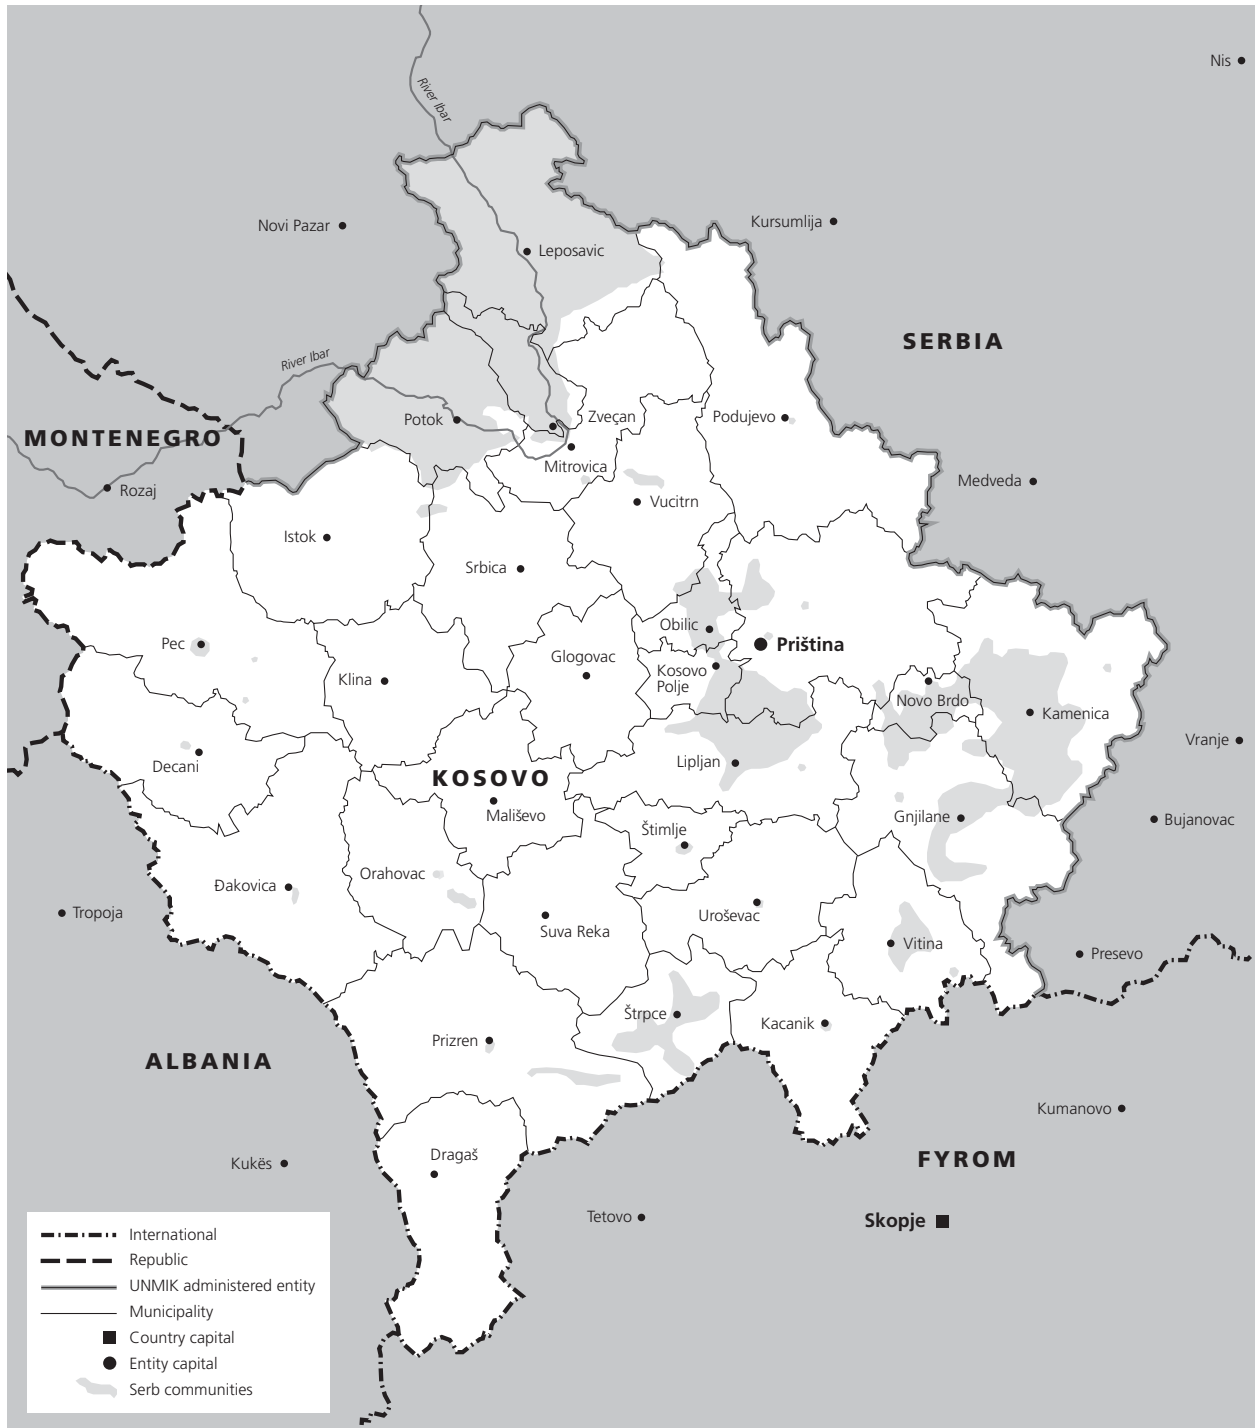 Nis
River Ibar
Novi Pazar
Kursumlija
Leposavic
SERBIA
River Ibar
Potok
Zveçan
Podujevo
MONTENEGRO
Mitrovica
Rozaj
Medveda
Vucitrn
Istok
Srbica
Obilic
Priština
Pec
Glogovac
Kosovo
Polje
Klina
Novo Brdo
Kamenica
Vranje
Decani
Lipljan
KOSOVO
Mališevo
Gnjilane
Bujanovac
Štimlje
Orahovac
Đakovica
Tropoja
Uroševac
Suva Reka
Vitina
Presevo
Štrpce
Kacanik
Prizren
ALBANIA
Kumanovo
Dragaš
Kukës
FYROM
Tetovo
Skopje
International
Republic
UNMIK administered entity
Municipality
Country capital
Entity capital
Serb communities